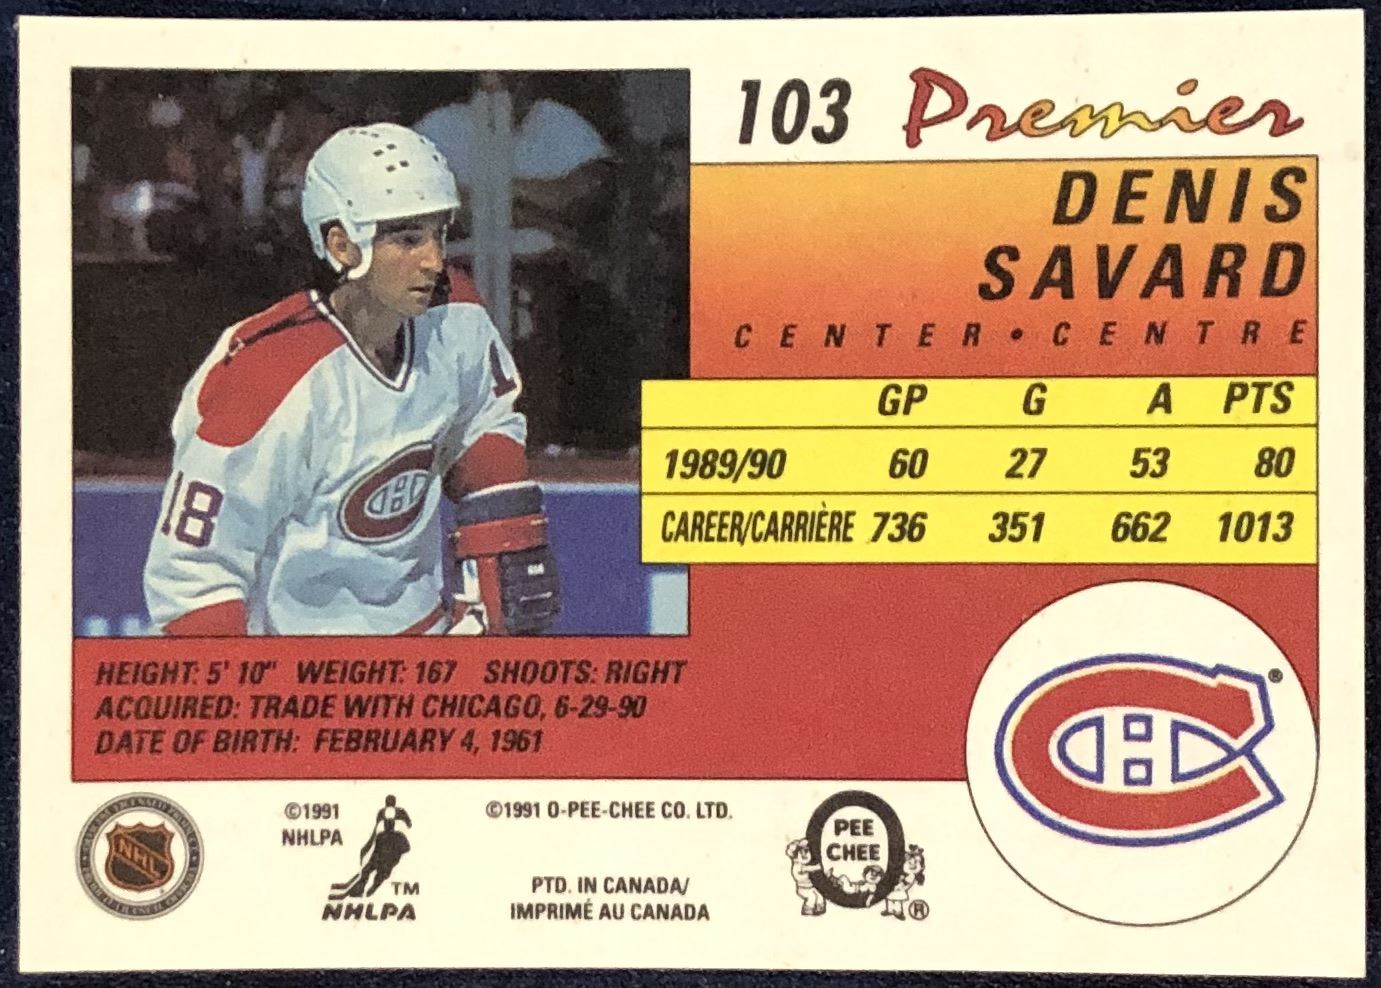 103 Premier
DENIS
SAVARD
CENTER•CENTRE
GP G A PTS
1989/90 60 27 53 80
CAREER/CARRIÈRE 736 351 662 1013
18
1
HEIGHT: 5' 10" WEIGHT: 167 SHOOTS: RIGHT
ACQUIRED: TRADE WITH CHICAGO, 6-29-90
DATE OF BIRTH: FEBRUARY 4, 1961
®
NHL
©1991
NHLPA
TM
NHLPA
©1991 O-PEE-CHEE CO. LTD.
PTD. IN CANADA/
IMPRIMÉ AU CANADA
O
PEE
CHEE
®